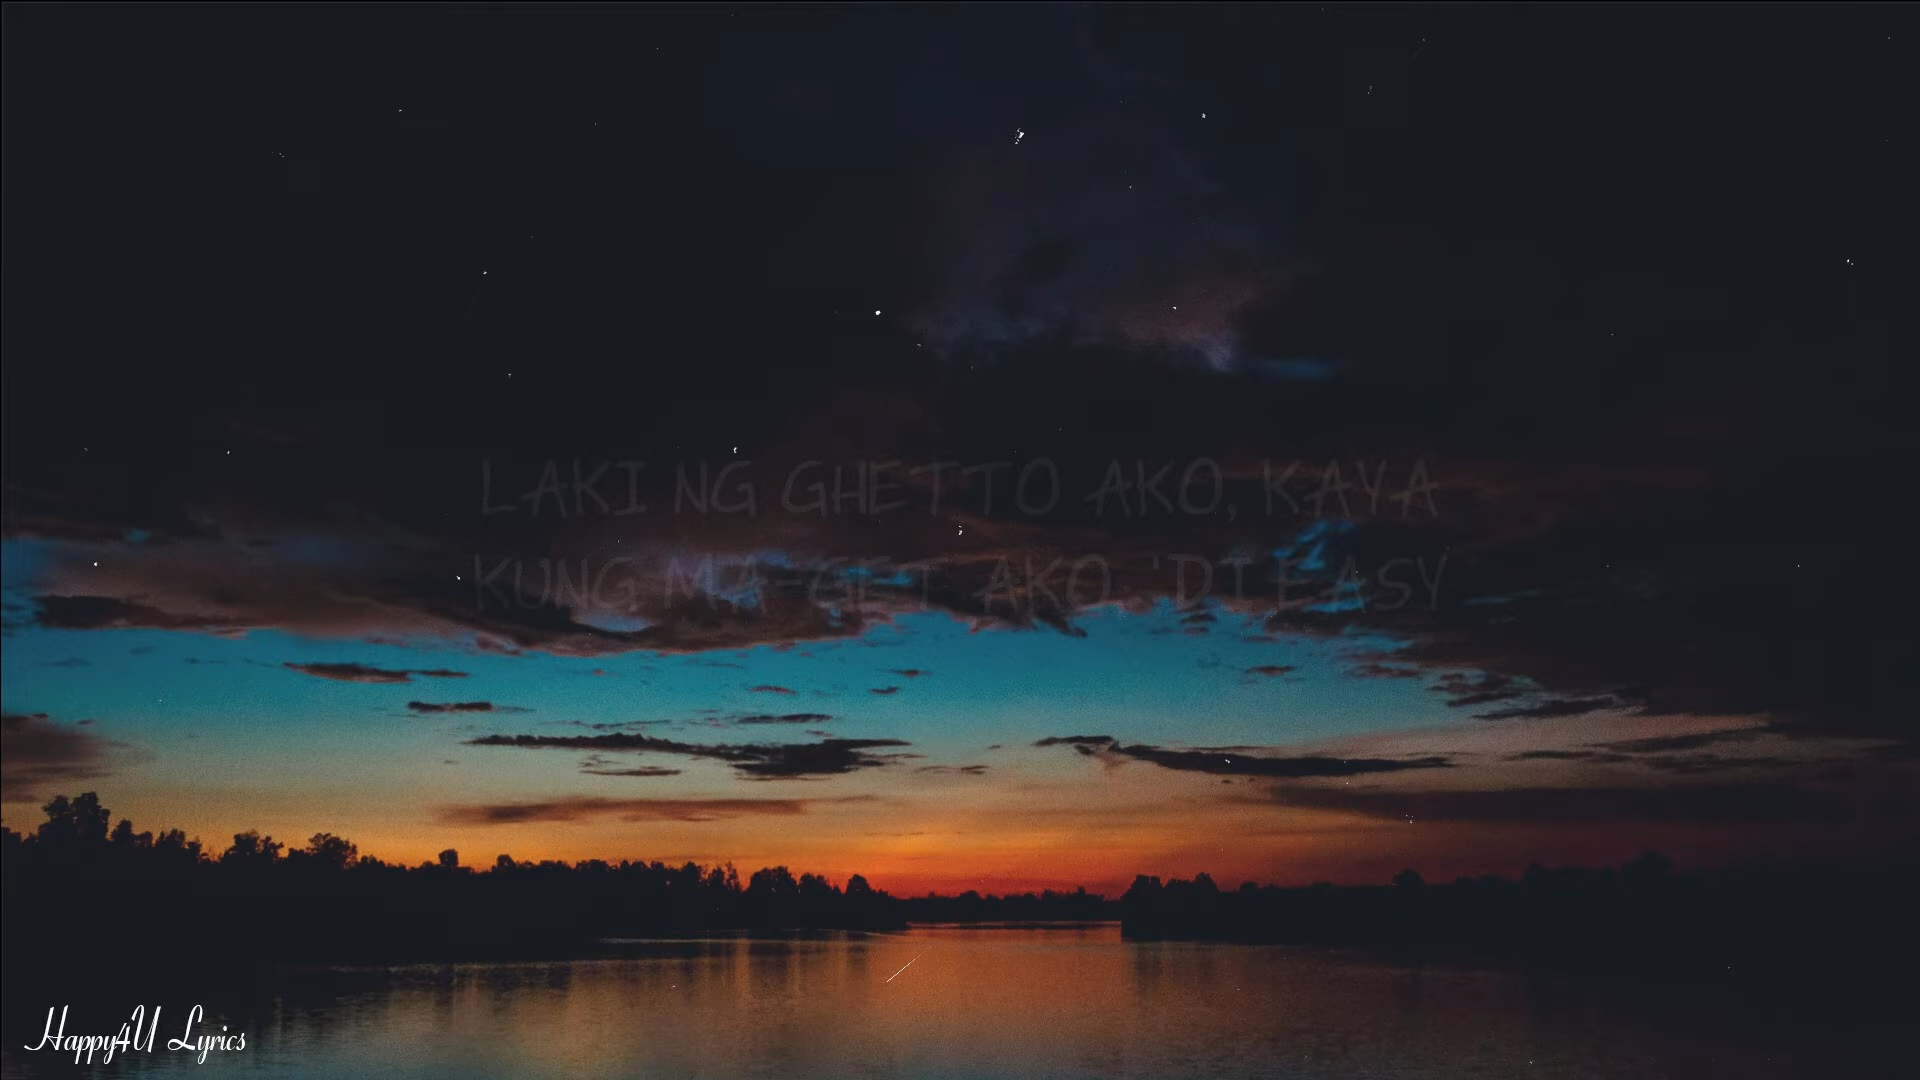 LAKI NG GHETTO AKO, KAYA
KUNG MA-GET AKO, 'DI EASY
Happy4U Lyrics